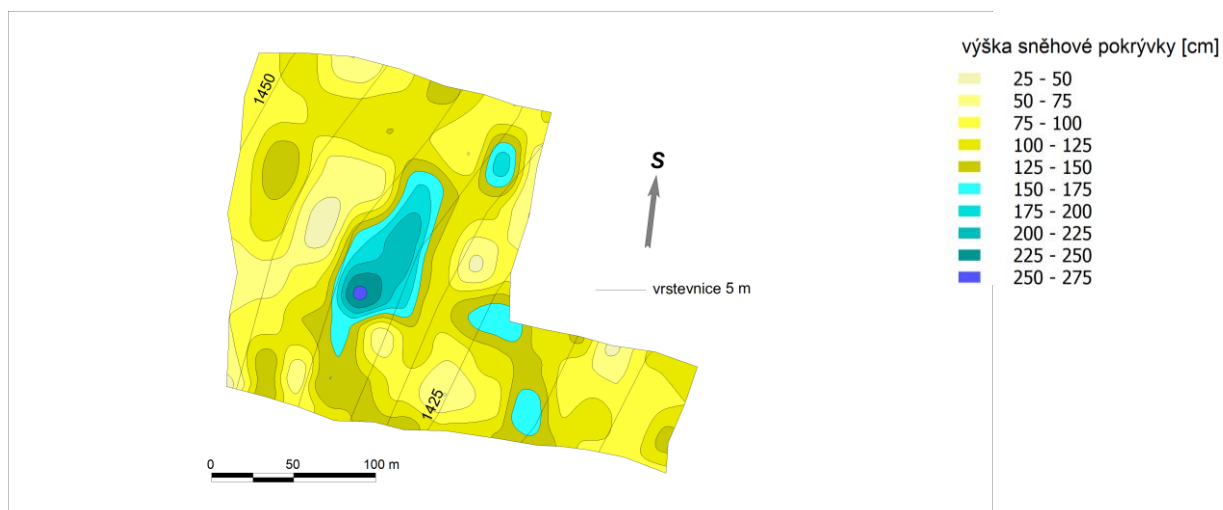 výška sněhové pokrývky [cm]
25 - 50
50 - 75
75 - 100
100 - 125
125 - 150
150 - 175
175 - 200
200 - 225
225 - 250
250 - 275
1450
S
vrstevnice 5 m
1425
0 50 100 m